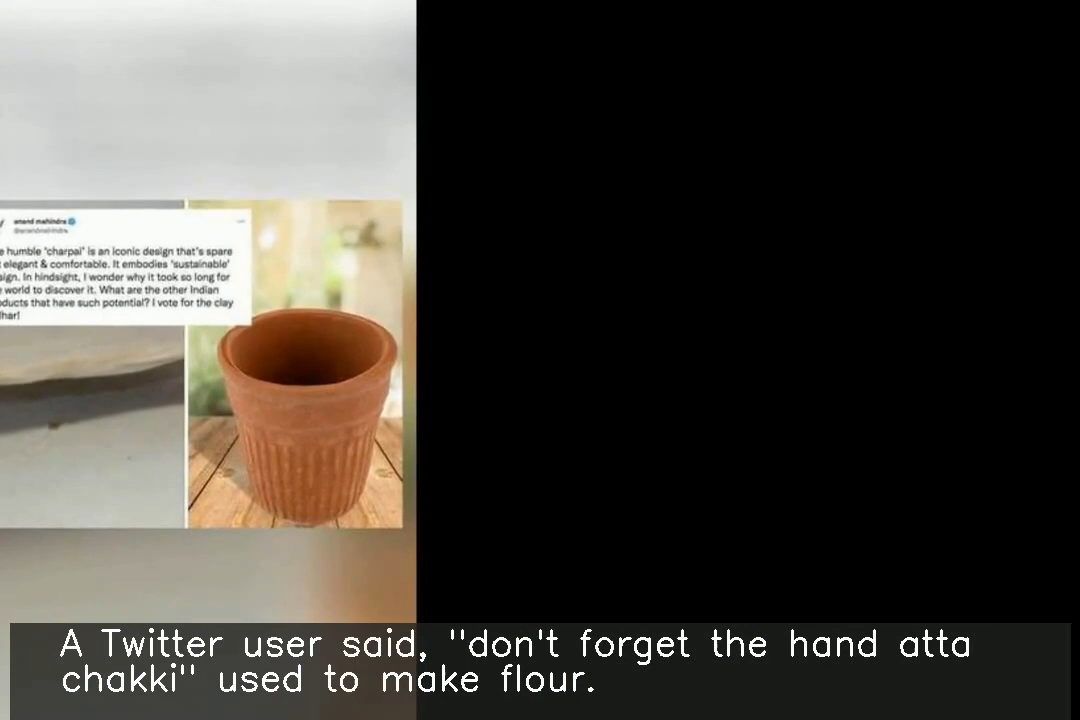 anand mahindra
@anandmahindra
humble 'charpai' is an iconic design that's spare
elegant & comfortable. It embodies 'sustainable'
sign. In hindsight, I wonder why it took so long for
world to discover it. What are the other Indian
oducts that have such potential? I vote for the clay
lhar!
A Twitter user said, "don't forget the hand atta
chakki" used to make flour.